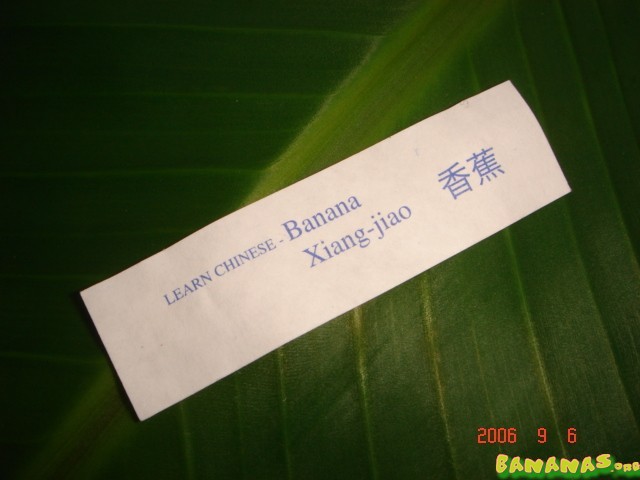 LEARN CHINESE - Banana 香蕉
Xiang-jiao
2006 9 6
BANANAS.ORG